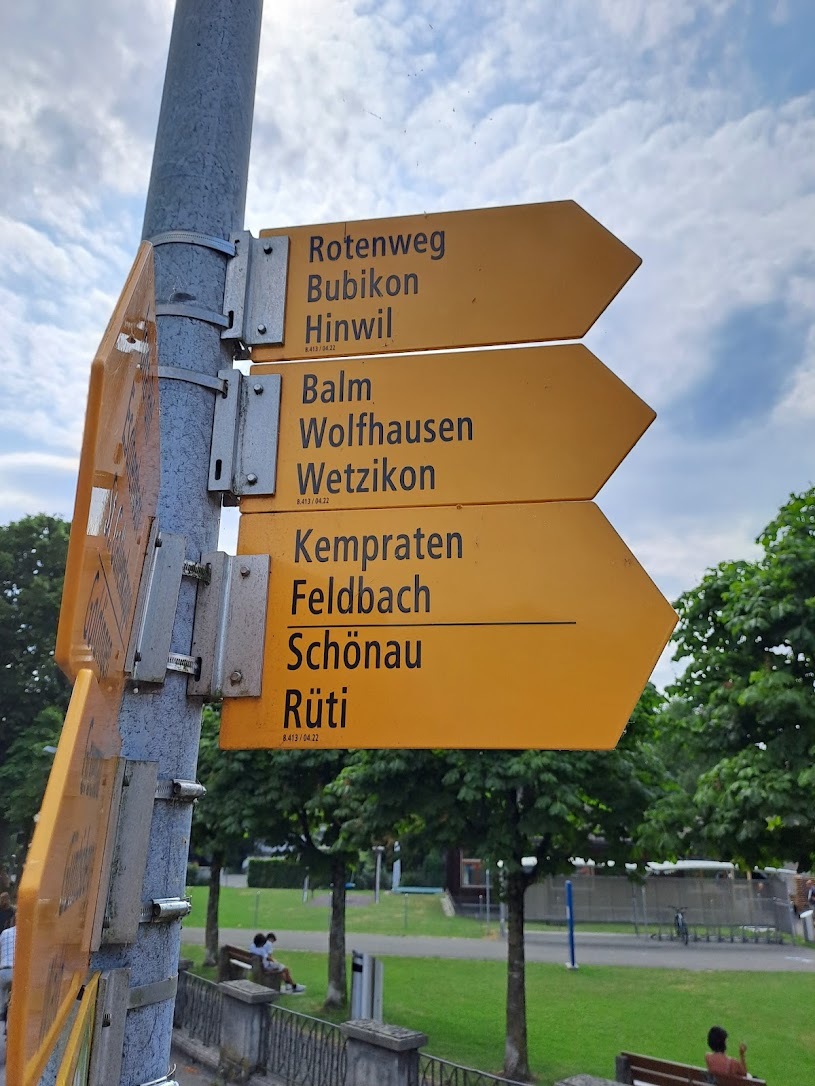 Rotenweg
Bubikon
Hinwil
8.413 / 04.22
Balm
Wolfhausen
Wetzikon
8.413 / 04.22
Kempraten
Feldbach
Schönau
Rüti
8.413 / 04.22